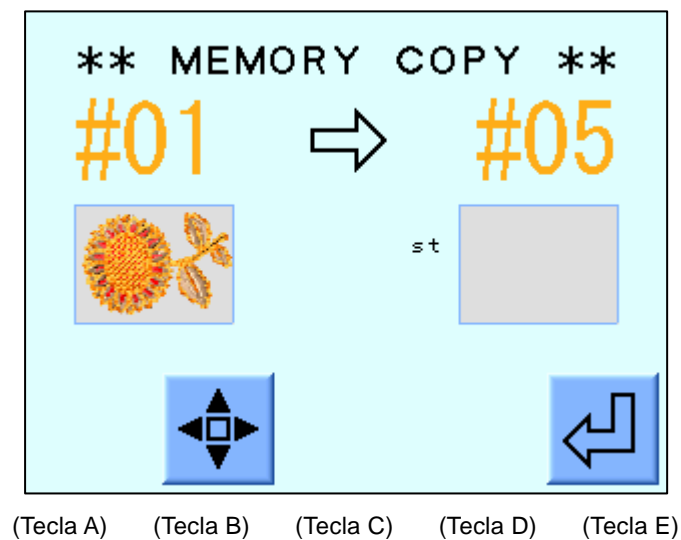 ** MEMORY COPY **
#01 #05
st
(Tecla A) (Tecla B) (Tecla C) (Tecla D) (Tecla E)